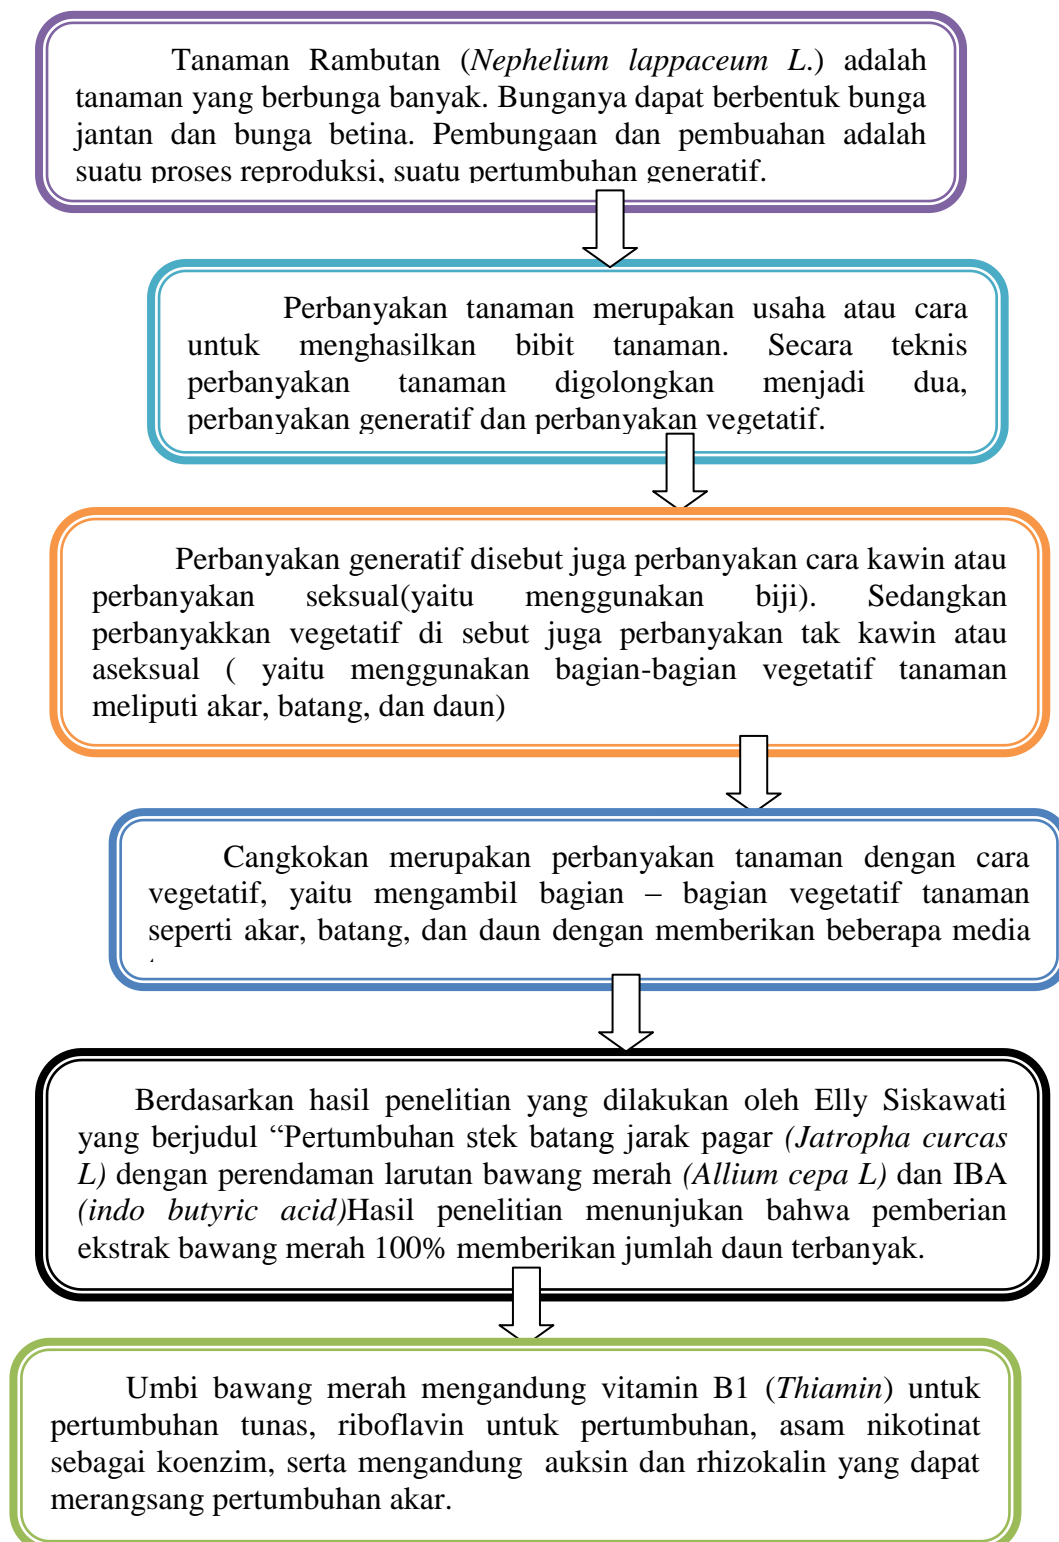 Tanaman Rambutan (Nephelium lappaceum L.) adalah
tanaman yang berbunga banyak. Bunganya dapat berbentuk bunga
jantan dan bunga betina. Pembungaan dan pembuahan adalah
suatu proses reproduksi, suatu pertumbuhan generatif.
Perbanyakan tanaman merupakan usaha atau cara
untuk menghasilkan bibit tanaman. Secara teknis
perbanyakan tanaman digolongkan menjadi dua,
perbanyakan generatif dan perbanyakan vegetatif.
Perbanyakan generatif disebut juga perbanyakan cara kawin atau
perbanyakan seksual(yaitu menggunakan biji). Sedangkan
perbanyakkan vegetatif di sebut juga perbanyakan tak kawin atau
aseksual ( yaitu menggunakan bagian-bagian vegetatif tanaman
meliputi akar, batang, dan daun)
Cangkokan merupakan perbanyakan tanaman dengan cara
vegetatif, yaitu mengambil bagian – bagian vegetatif tanaman
seperti akar, batang, dan daun dengan memberikan beberapa media
Berdasarkan hasil penelitian yang dilakukan oleh Elly Siskawati
yang berjudul “Pertumbuhan stek batang jarak pagar (Jatropha curcas
L) dengan perendaman larutan bawang merah (Allium cepa L) dan IBA
(indo butyric acid)Hasil penelitian menunjukan bahwa pemberian
ekstrak bawang merah 100% memberikan jumlah daun terbanyak.
Umbi bawang merah mengandung vitamin B1 (Thiamin) untuk
pertumbuhan tunas, riboflavin untuk pertumbuhan, asam nikotinat
sebagai koenzim, serta mengandung auksin dan rhizokalin yang dapat
merangsang pertumbuhan akar.